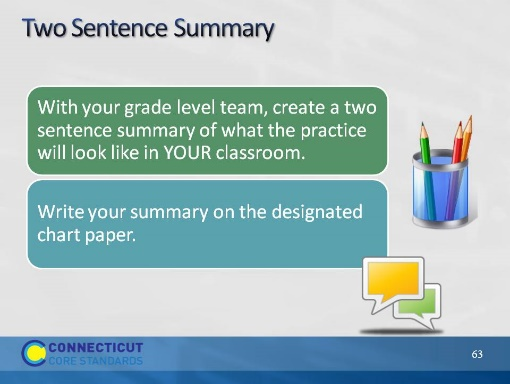 Two Sentence Summary
With your grade level team, create a two
sentence summary of what the practice
will look like in YOUR classroom.
Write your summary on the designated
chart paper.
CONNECTICUT
CORE STANDARDS
63